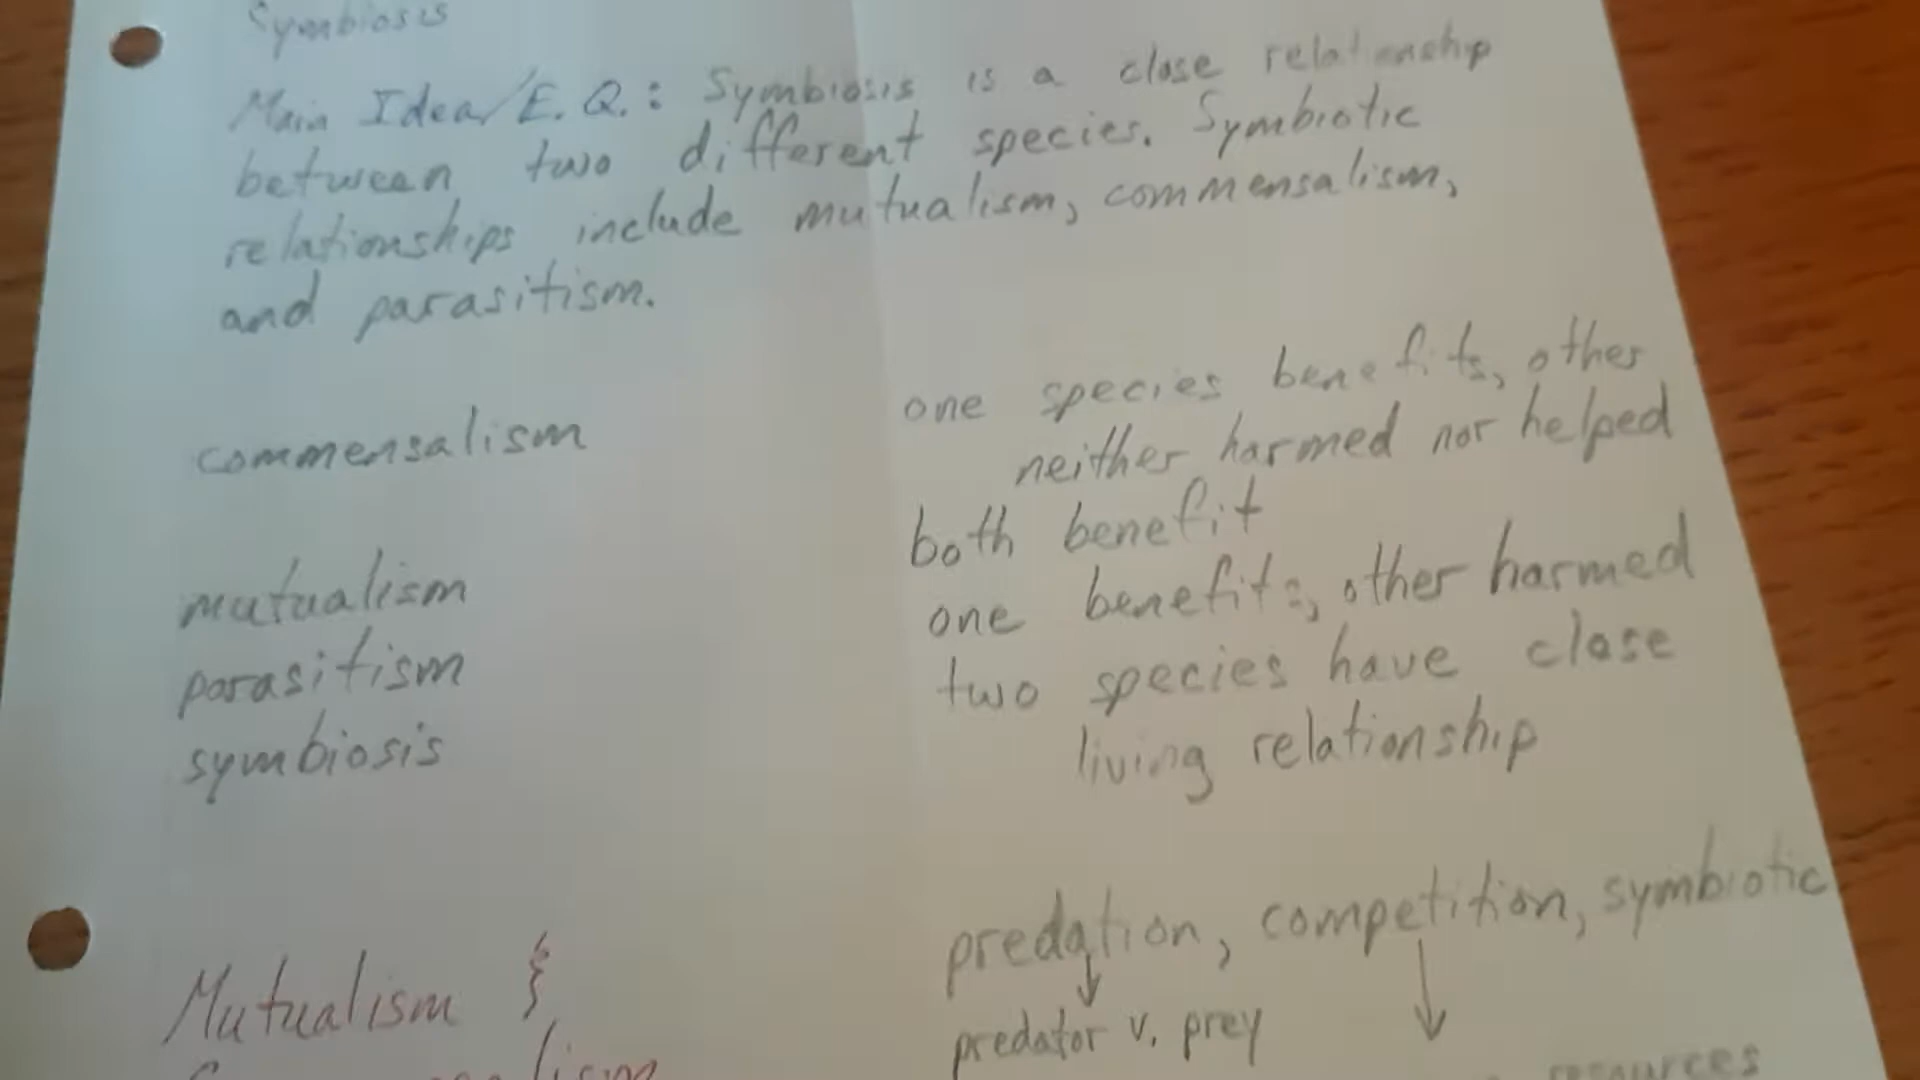 Symbiosis
Main Idea/E.Q.: Symbiosis is a close relationship
between two different species. Symbiotic
relationships include mutualism, commensalism,
and parasitism.
commensalism
one species benefits, other
neither harmed nor helped
mutualism
both benefit
parasitism
one benefits, other harmed
symbiosis
two species have close
living relationship
Mutualism &
predation, competition, symbiotic
predator v. prey
resources